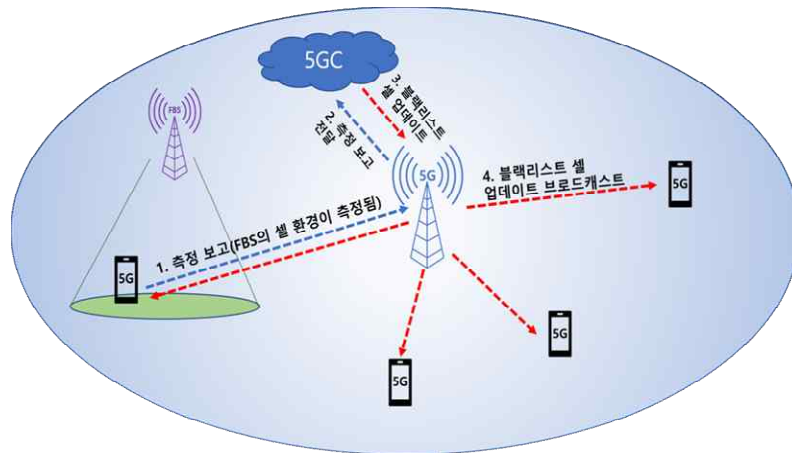 5GC
FBS
3. 블랙리스트
셀 업데이트
2. 측정 보고
전달
5G
4. 블랙리스트 셀
업데이트 브로드캐스트
5G
1. 측정 보고(FBS의 셀 환경이 측정됨)
5G
5G
5G